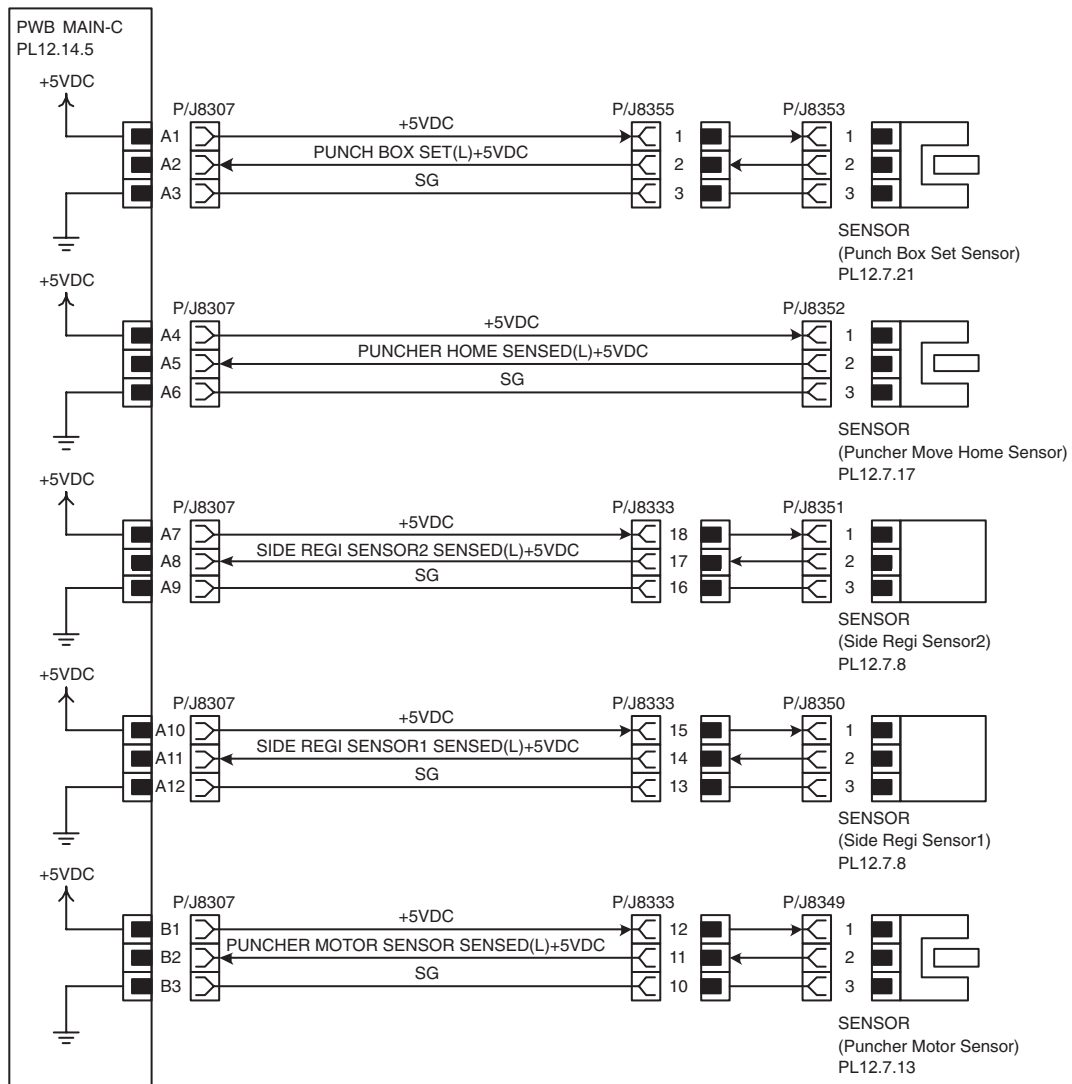 PWB MAIN-C
PL12.14.5
+5VDC
P/J8307 P/J8355 P/J8353
A1 +5VDC 1 1
A2 PUNCH BOX SET(L)+5VDC 2 2
A3 SG 3 3
SENSOR
(Punch Box Set Sensor)
PL12.7.21
+5VDC
P/J8307 P/J8352
A4 +5VDC 1
A5 PUNCHER HOME SENSED(L)+5VDC 2
A6 SG 3
SENSOR
(Puncher Move Home Sensor)
PL12.7.17
+5VDC
P/J8307 P/J8333 P/J8351
A7 +5VDC 18 1
A8 SIDE REGI SENSOR2 SENSED(L)+5VDC 17 2
A9 SG 16 3
SENSOR
(Side Regi Sensor2)
PL12.7.8
+5VDC
P/J8307 P/J8333 P/J8350
A10 +5VDC 15 1
A11 SIDE REGI SENSOR1 SENSED(L)+5VDC 14 2
A12 SG 13 3
SENSOR
(Side Regi Sensor1)
PL12.7.8
+5VDC
P/J8307 P/J8333 P/J8349
B1 +5VDC 12 1
B2 PUNCHER MOTOR SENSOR SENSED(L)+5VDC 11 2
B3 SG 10 3
SENSOR
(Puncher Motor Sensor)
PL12.7.13